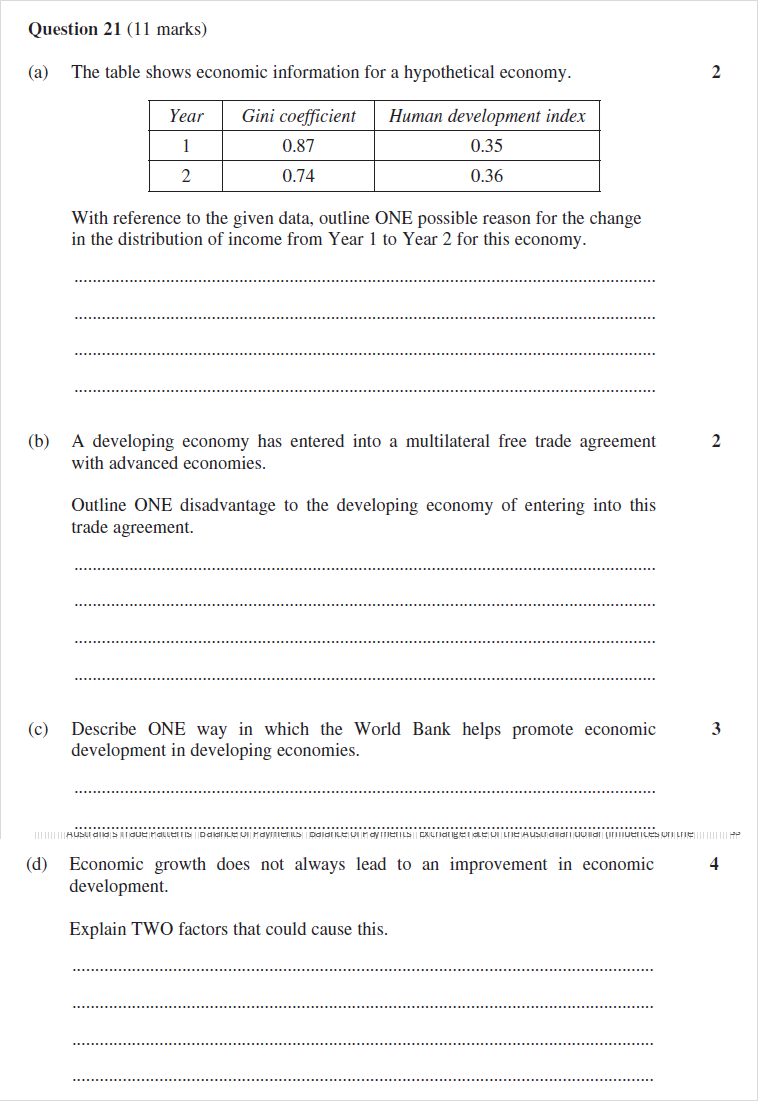 Question 21 (11 marks)
(a) The table shows economic information for a hypothetical economy. 2
Year Gini coefficient Human development index
1 0.87 0.35
2 0.74 0.36
With reference to the given data, outline ONE possible reason for the change
in the distribution of income from Year 1 to Year 2 for this economy.
(b) A developing economy has entered into a multilateral free trade agreement 2
with advanced economies.
Outline ONE disadvantage to the developing economy of entering into this
trade agreement.
(c) Describe ONE way in which the World Bank helps promote economic 3
development in developing economies.
Australia's Trade Patterns Balance of Payments Balance of Payments Exchange rate of the Australian dollar (influences on the
(d) Economic growth does not always lead to an improvement in economic 4
development.
Explain TWO factors that could cause this.